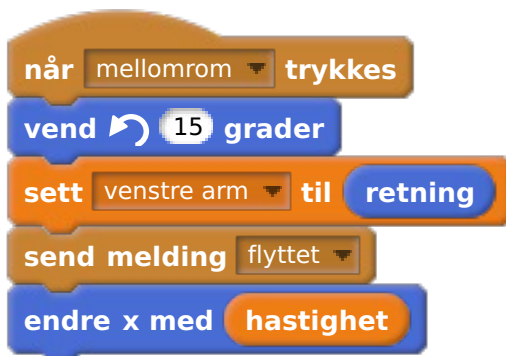 når mellomrom trykkes
vend 15 grader
sett venstre arm til retning
send melding flyttet
endre x med hastighet